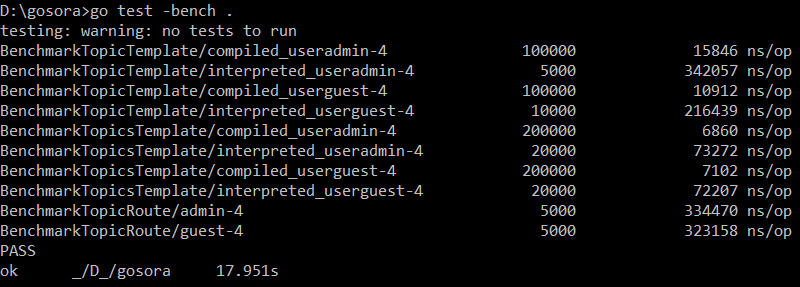 D:\gosora>go test -bench .
testing: warning: no tests to run
BenchmarkTopicTemplate/compiled_useradmin-4 100000 15846 ns/op
BenchmarkTopicTemplate/interpreted_useradmin-4 5000 342057 ns/op
BenchmarkTopicTemplate/compiled_userguest-4 100000 10912 ns/op
BenchmarkTopicTemplate/interpreted_userguest-4 10000 216439 ns/op
BenchmarkTopicsTemplate/compiled_useradmin-4 200000 6860 ns/op
BenchmarkTopicsTemplate/interpreted_useradmin-4 20000 73272 ns/op
BenchmarkTopicsTemplate/compiled_userguest-4 200000 7102 ns/op
BenchmarkTopicsTemplate/interpreted_userguest-4 20000 72207 ns/op
BenchmarkTopicRoute/admin-4 5000 334470 ns/op
BenchmarkTopicRoute/guest-4 5000 323158 ns/op
PASS
ok _/D_/gosora 17.951s